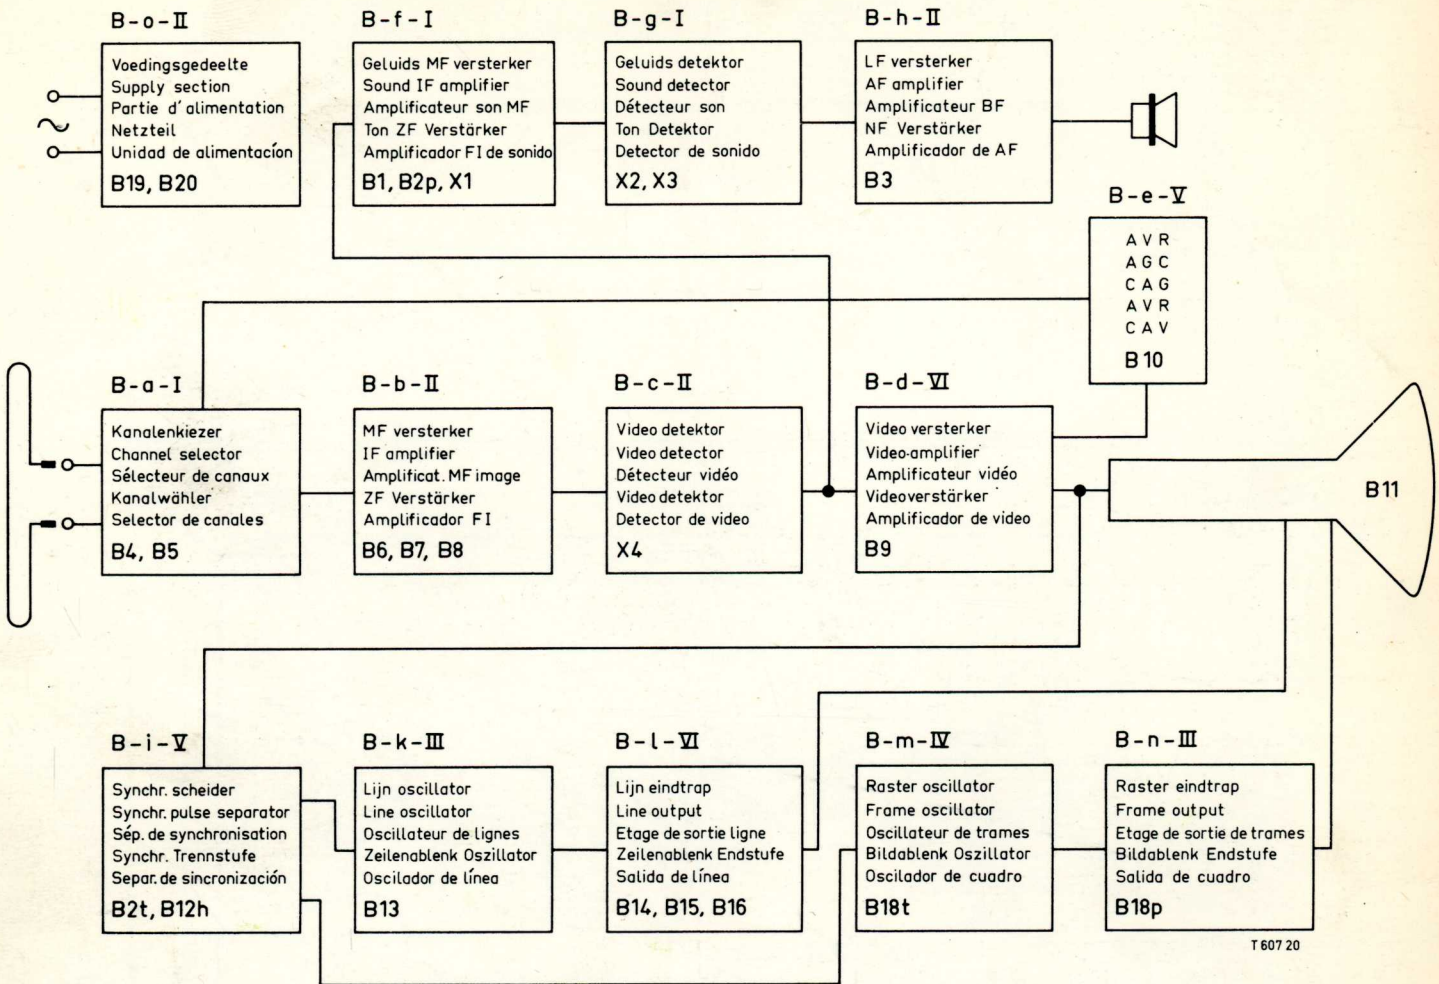 B-o-II
Voedingsgedeelte
Supply section
Partie d'alimentation
Netzteil
Unidad de alimentacíon
B19, B20
B-f-I
Geluids MF versterker
Sound IF amplifier
Amplificateur son MF
Ton ZF Verstärker
Amplificador FI de sonido
B1, B2p, X1
B-g-I
Geluids detektor
Sound detector
Détecteur son
Ton Detektor
Detector de sonido
X2, X3
B-h-II
LF versterker
AF amplifier
Amplificateur BF
NF Verstärker
Amplificador de AF
B3
B-e-V
AVR
AGC
CAG
AVR
CAV
B10
B-a-I
Kanalenkiezer
Channel selector
Sélecteur de canaux
Kanalwähler
Selector de canales
B4, B5
B-b-II
MF versterker
IF amplifier
Amplificat. MF image
ZF Verstärker
Amplificador FI
B6, B7, B8
B-c-II
Video detektor
Video detector
Détecteur vidéo
Video detektor
Detector de video
X4
B-d-VI
Video versterker
Video-amplifier
Amplificateur vidéo
Videoverstärker
Amplificador de video
B9
B11
B-i-V
Synchr. scheider
Synchr. pulse separator
Sép. de synchronisation
Synchr. Trennstufe
Separ. de sincronización
B2t, B12h
B-k-III
Lijn oscillator
Line oscillator
Oscillateur de lignes
Zeilenablenk Oszillator
Oscilador de línea
B13
B-l-VI
Lijn eindtrap
Line output
Etage de sortie ligne
Zeilenablenk Endstufe
Salida de línea
B14, B15, B16
B-m-IV
Raster oscillator
Frame oscillator
Oscillateur de trames
Bildablenk Oszillator
Oscilador de cuadro
B18t
B-n-III
Raster eindtrap
Frame output
Etage de sortie de trames
Bildablenk Endstufe
Salida de cuadro
B18p
T 607 20